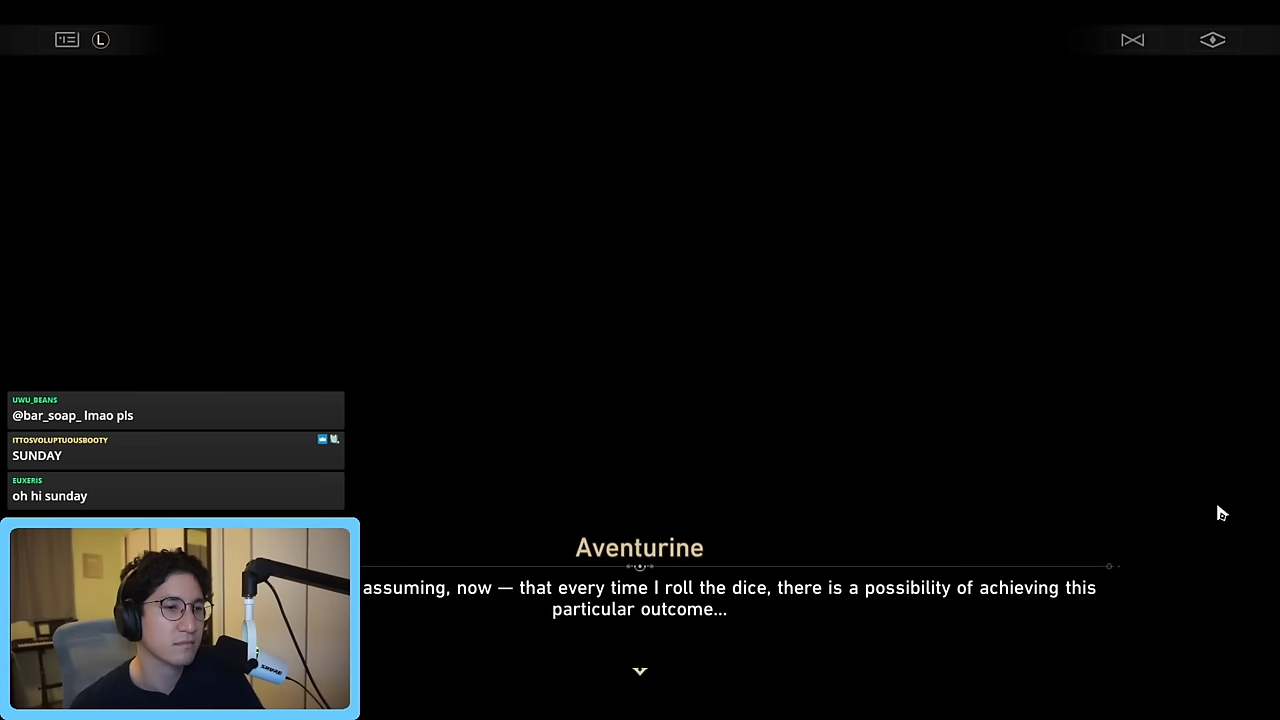 L
UWU_BEANS
@bar_soap_ lmao pls
ITTOSVOLUPTUOUSBOOTY
SUNDAY
EUXERIS
oh hi sunday
Aventurine
assuming, now — that every time I roll the dice, there is a possibility of achieving this
particular outcome...
SHURE